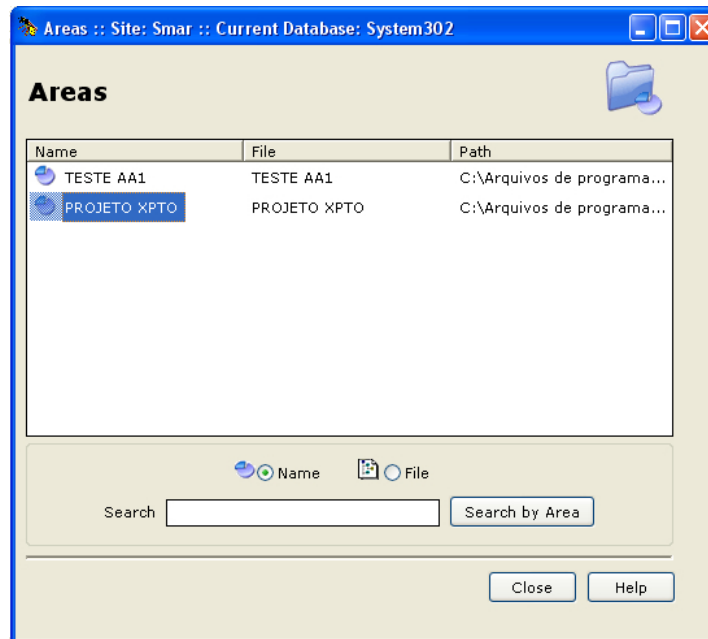 Areas :: Site: Smar :: Current Database: System302
Areas
Name File Path
TESTE AA1 TESTE AA1 C:\Arquivos de programa...
PROJETO XPTO PROJETO XPTO C:\Arquivos de programa...
Name File
Search Search by Area
Close Help